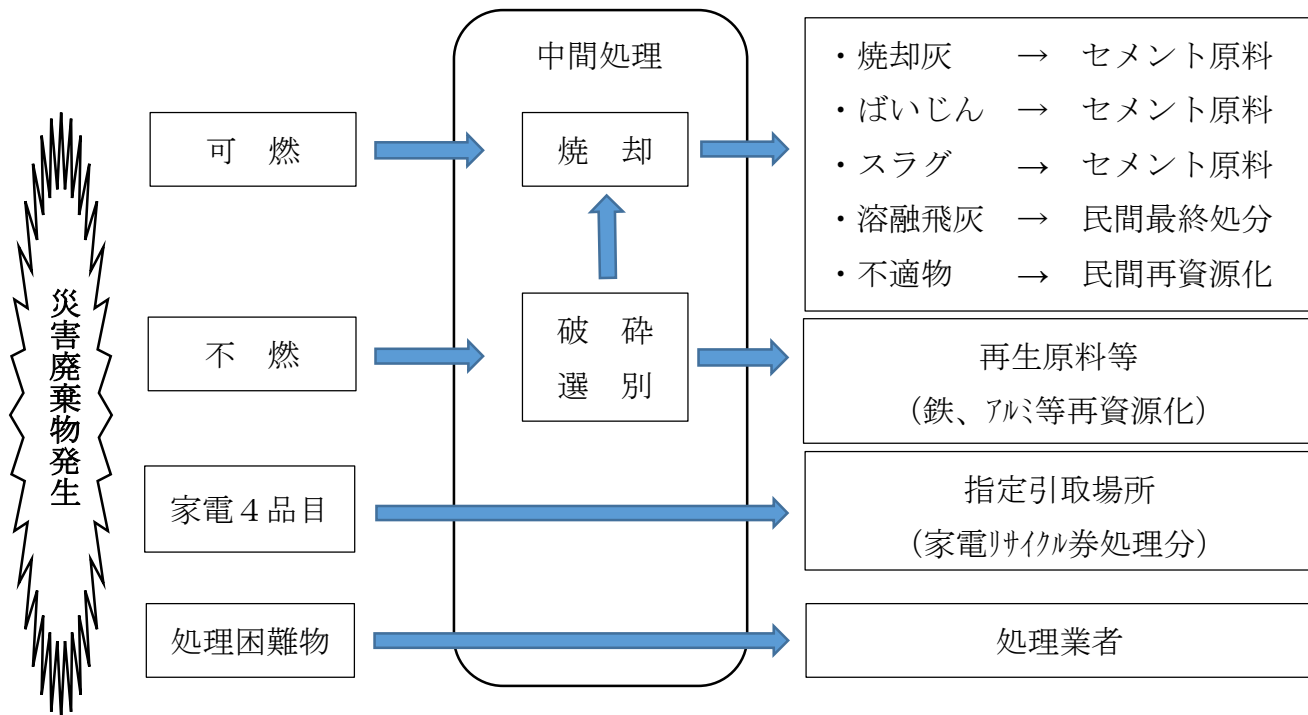 災害廃棄物発生
中間処理
可　燃
焼　却
・焼却灰　→　セメント原料
・ばいじん　→　セメント原料
・スラグ　→　セメント原料
・溶融飛灰　→　民間最終処分
・不適物　→　民間再資源化
不　燃
破　砕
選　別
再生原料等
（鉄、ｱﾙﾐ等再資源化）
家電４品目
指定引取場所
（家電ﾘｻｲｸﾙ券処理分）
処理困難物
処理業者